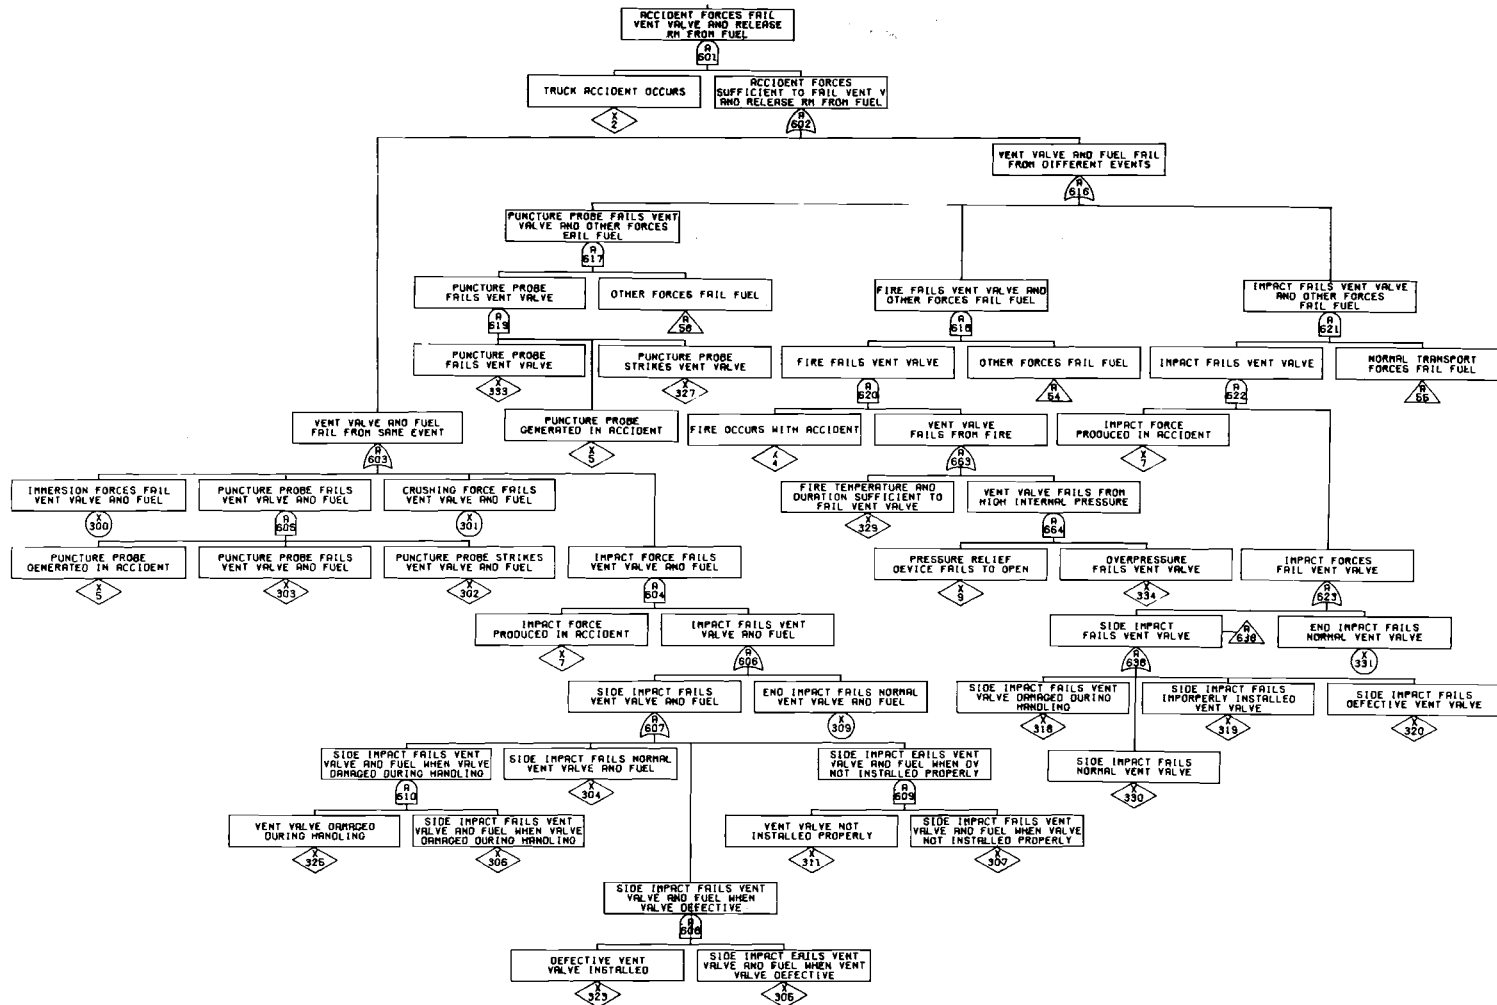 ACCIDENT FORCES FAIL
VENT VALVE AND RELEASE
RM FROM FUEL
A
601
TRUCK ACCIDENT OCCURS
X
2
ACCIDENT FORCES
SUFFICIENT TO FAIL VENT V
AND RELEASE RM FROM FUEL
A
602
VENT VALVE AND FUEL FAIL
FROM DIFFERENT EVENTS
A
616
PUNCTURE PROBE FAILS VENT
VALVE AND OTHER FORCES
EAIL FUEL
A
617
PUNCTURE PROBE
FAILS VENT VALVE
A
619
OTHER FORCES FAIL FUEL
A
56
FIRE FAILS VENT VALVE AND
OTHER FORCES FAIL FUEL
A
618
IMPACT FAILS VENT VALVE
AND OTHER FORCES
FAIL FUEL
A
621
PUNCTURE PROBE
FAILS VENT VALVE
X
333
PUNCTURE PROBE
STRIKES VENT VALVE
X
327
FIRE FAILS VENT VALVE
A
620
OTHER FORCES FAIL FUEL
A
54
IMPACT FAILS VENT VALVE
A
622
NORMAL TRANSPORT
FORCES FAIL FUEL
A
55
VENT VALVE AND FUEL
FAIL FROM SAME EVENT
A
603
PUNCTURE PROBE
GENERATED IN ACCIDENT
X
5
FIRE OCCURS WITH ACCIDENT
X
4
VENT VALVE
FAILS FROM FIRE
A
663
IMPACT FORCE
PRODUCED IN ACCIDENT
X
7
IMMERSION FORCES FAIL
VENT VALVE AND FUEL
X
300
PUNCTURE PROBE FAILS
VENT VALVE AND FUEL
A
605
CRUSHING FORCE FAILS
VENT VALVE AND FUEL
X
301
FIRE TEMPERATURE AND
DURATION SUFFICIENT TO
FAIL VENT VALVE
X
329
VENT VALVE FAILS FROM
HIGH INTERNAL PRESSURE
A
664
PUNCTURE PROBE
GENERATED IN ACCIDENT
X
5
PUNCTURE PROBE FAILS
VENT VALVE AND FUEL
X
303
PUNCTURE PROBE STRIKES
VENT VALVE AND FUEL
X
302
IMPACT FORCE FAILS
VENT VALVE AND FUEL
A
604
PRESSURE RELIEF
DEVICE FAILS TO OPEN
X
9
OVERPRESSURE
FAILS VENT VALVE
X
334
IMPACT FORCES
FAIL VENT VALVE
A
623
IMPACT FORCE
PRODUCED IN ACCIDENT
X
7
IMPACT FAILS VENT
VALVE AND FUEL
A
606
SIDE IMPACT
FAILS VENT VALVE
A
638
A
638
END IMPACT FAILS
NORMAL VENT VALVE
X
331
SIDE IMPACT FAILS
VENT VALVE AND FUEL
A
607
END IMPACT FAILS NORMAL
VENT VALVE AND FUEL
X
309
SIDE IMPACT FAILS VENT
VALVE DAMAGED DURING
HANDLING
X
318
SIDE IMPACT FAILS
IMPORPERLY INSTALLED
VENT VALVE
X
319
SIDE IMPACT FAILS
DEFECTIVE VENT VALVE
X
320
SIDE IMPACT FAILS VENT
VALVE AND FUEL WHEN VALVE
DAMAGED DURING HANDLING
A
610
SIDE IMPACT FAILS NORMAL
VENT VALVE AND FUEL
X
304
SIDE IMPACT EAILS VENT
VALVE AND FUEL WHEN DV
NOT INSTALLED PROPERLY
A
609
SIDE IMPACT FAILS
NORMAL VENT VALVE
X
330
VENT VALVE DAMAGED
DURING HANDLING
X
325
SIDE IMPACT FAILS VENT
VALVE AND FUEL WHEN VALVE
DAMAGED DURING HANDLING
X
306
VENT VALVE NOT
INSTALLED PROPERLY
X
311
SIDE IMPACT FAILS VENT
VALVE AND FUEL WHEN VALVE
NOT INSTALLED PROPERLY
X
307
SIDE IMPACT FAILS VENT
VALVE AND FUEL WHEN
VALVE DEFECTIVE
A
608
DEFECTIVE VENT
VALVE INSTALLED
X
323
SIDE IMPACT EAILS VENT
VALVE AND FUEL WHEN VENT
VALVE DEFECTIVE
X
305